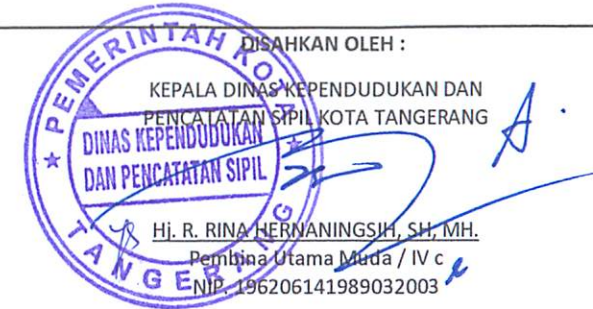 DISAHKAN OLEH :
KEPALA DINAS KEPENDUDUKAN DAN
PENCATATAN SIPIL KOTA TANGERANG
PEMERINTAH KOTA
DINAS KEPENDUDUKAN
DAN PENCATATAN SIPIL
TANGERANG
Hj. R. RINA HERNANINGSIH, SH, MH.
Pembina Utama Muda / IV c
NIP. 196206141989032003